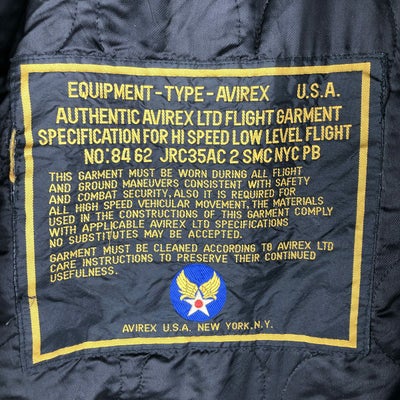 EQUIPMENT-TYPE-AVIREX U.S.A.
AUTHENTIC AVIREX LTD FLIGHT GARMENT
SPECIFICATION FOR HI SPEED LOW LEVEL FLIGHT
NO:8462 JRC35AC 2 SMC NYC PB
THIS GARMENT MUST BE WORN DURING ALL FLIGHT
AND GROUND MANEUVERS CONSISTENT WITH SAFETY
AND COMBAT SECURITY. ALSO IT IS REQUIRED FOR
ALL HIGH SPEED VEHICULAR MOVEMENT, THE MATERIALS
USED IN THE CONSTRUCTIONS OF THIS GARMENT COMPLY
WITH APPLICABLE AVIREX LTD SPECIFICATIONS
NO SUBSTITUTES MAY BE ACCEPTED.
GARMENT MUST BE CLEANED ACCORDING TO AVIREX LTD
CARE INSTRUCTIONS TO PRESERVE THEIR CONTINUED
USEFULNESS.
AVIREX U.S.A. NEW YORK, N.Y.